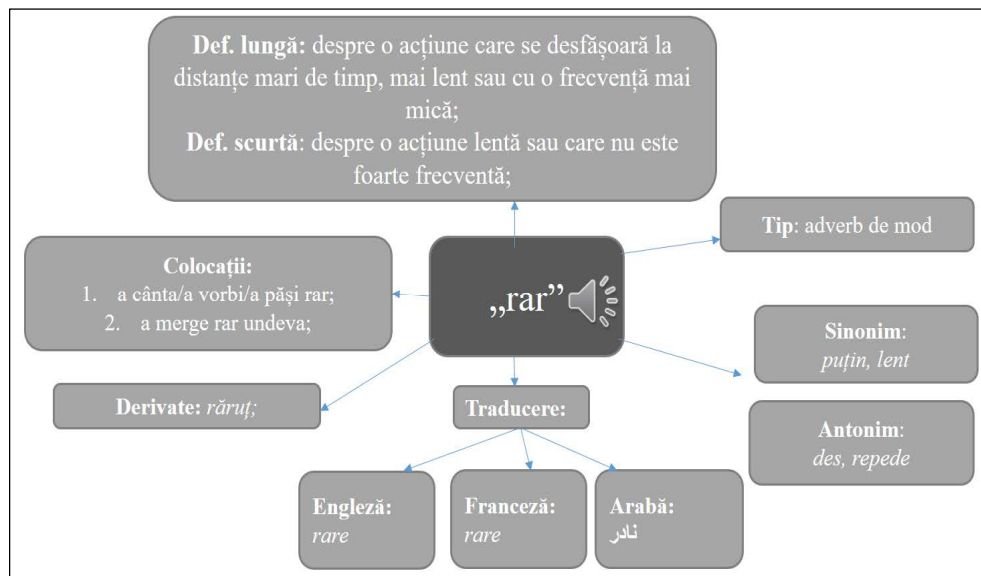 Def. lungă: despre o acțiune care se desfășoară la
distanțe mari de timp, mai lent sau cu o frecvență mai
mică;
Def. scurtă: despre o acțiune lentă sau care nu este
foarte frecventă;
Tip: adverb de mod
Colocații:
1. a cânta/a vorbi/a păși rar;
2. a merge rar undeva;
„rar”
Sinonim:
puțin, lent
Derivate: răruț;
Traducere:
Antonim:
des, repede
Engleză:
rare
Franceză:
rare
Arabă:
نادر